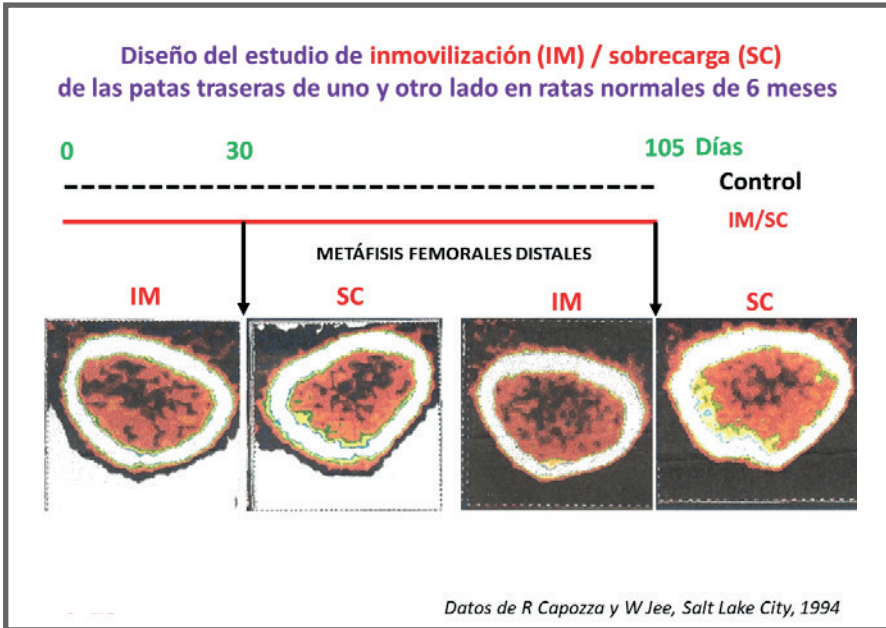 Diseño del estudio de inmovilización (IM) / sobrecarga (SC)
de las patas traseras de uno y otro lado en ratas normales de 6 meses
0 30 105 Días
Control
IM/SC
METÁFISIS FEMORALES DISTALES
IM SC IM SC
Datos de R Capozza y W Jee, Salt Lake City, 1994